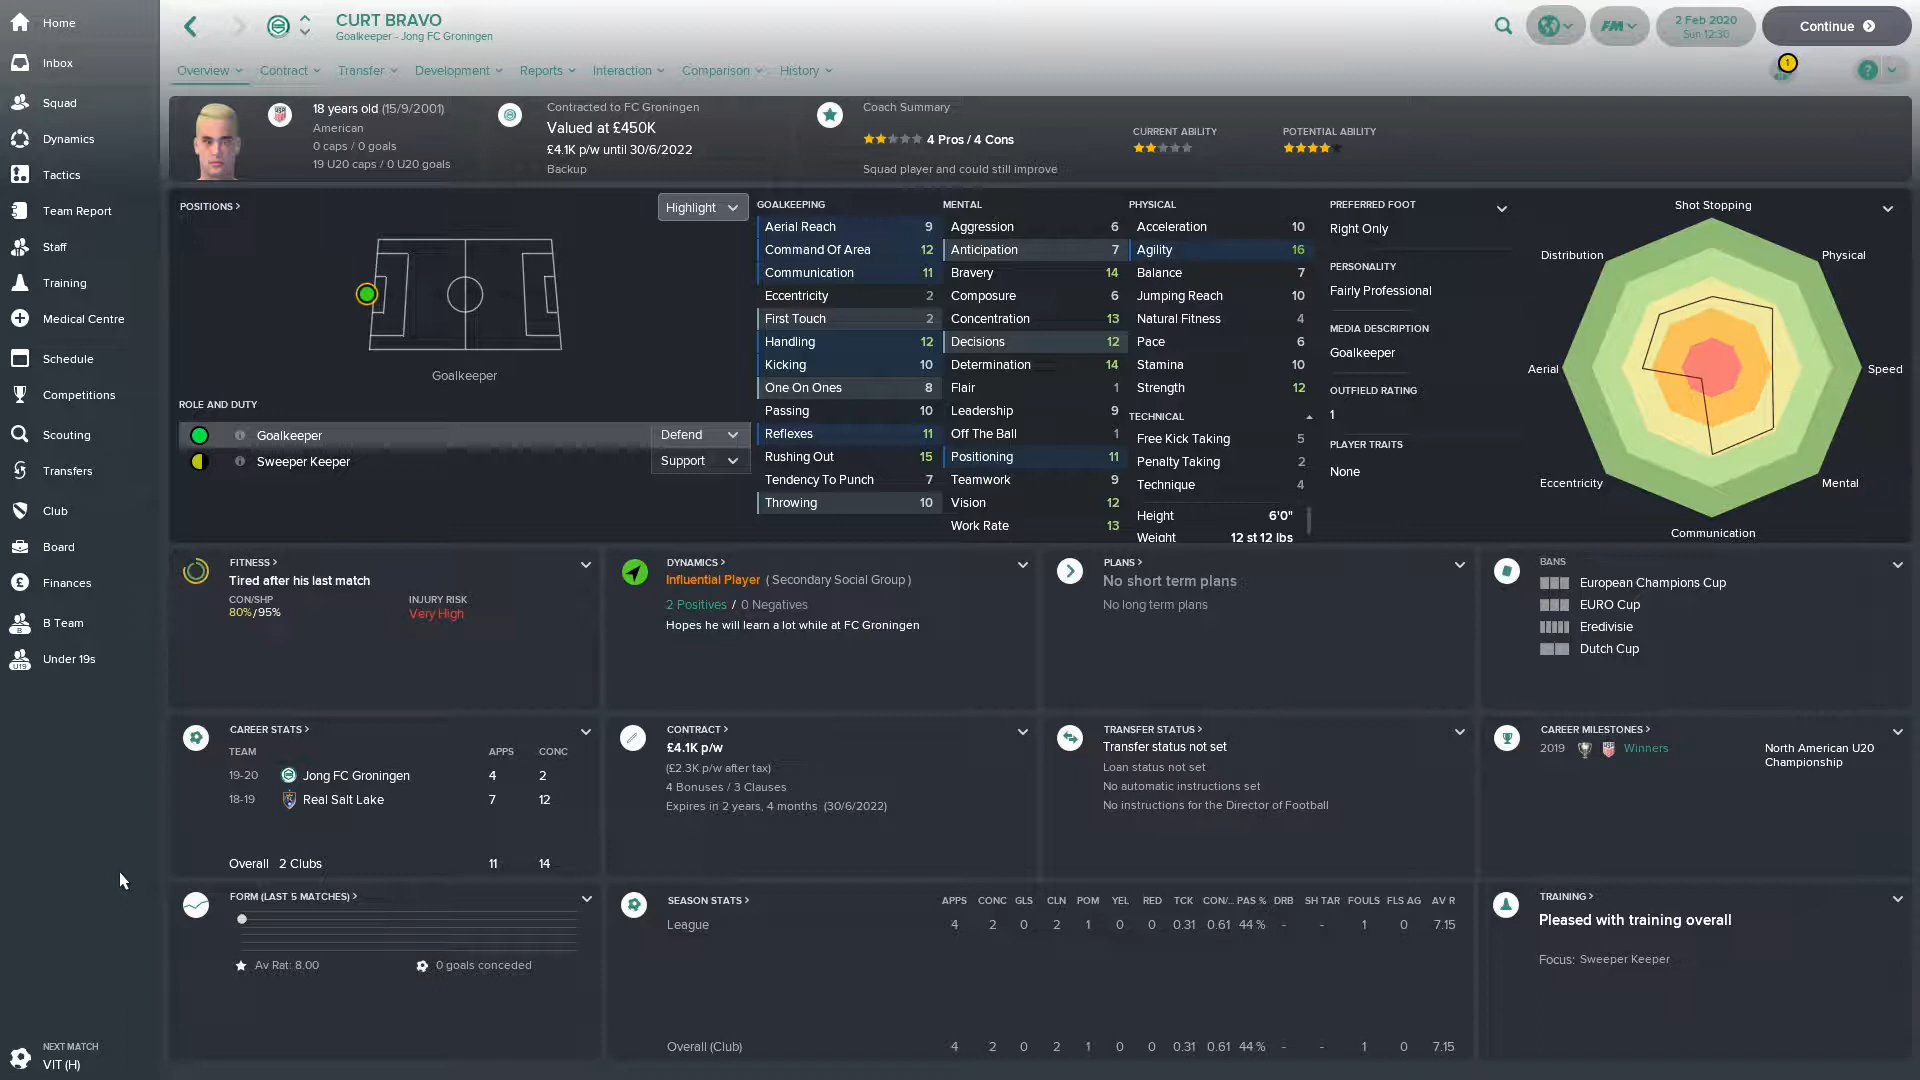 Home
Inbox
Squad
Dynamics
Tactics
Team Report
Staff
Training
Medical Centre
Schedule
Competitions
Scouting
Transfers
Club
Board
Finances
B Team
Under 19s
NEXT MATCH
VIT (H)
CURT BRAVO
Goalkeeper - Jong FC Groningen
FM
2 Feb 2020
Sun 12:30
Continue
Overview Contract Transfer Development Reports Interaction Comparison History
1
?
18 years old (15/9/2001)
American
0 caps / 0 goals
19 U20 caps / 0 U20 goals
Contracted to FC Groningen
Valued at £450K
£4.1K p/w until 30/6/2022
Backup
Coach Summary
4 Pros / 4 Cons
Squad player and could still improve
CURRENT ABILITY
POTENTIAL ABILITY
POSITIONS >
Highlight
Goalkeeper
ROLE AND DUTY
Goalkeeper Defend
Sweeper Keeper Support
GOALKEEPING
Aerial Reach 9
Command Of Area 12
Communication 11
Eccentricity 2
First Touch 2
Handling 12
Kicking 10
One On Ones 8
Passing 10
Reflexes 11
Rushing Out 15
Tendency To Punch 7
Throwing 10
MENTAL
Aggression 6
Anticipation 7
Bravery 14
Composure 6
Concentration 13
Decisions 12
Determination 14
Flair 1
Leadership 9
Off The Ball 1
Positioning 11
Teamwork 9
Vision 12
Work Rate 13
PHYSICAL
Acceleration 10
Agility 16
Balance 7
Jumping Reach 10
Natural Fitness 4
Pace 6
Stamina 10
Strength 12
TECHNICAL
Free Kick Taking 5
Penalty Taking 2
Technique 4
Height 6'0"
Weight 12 st 12 lbs
PREFERRED FOOT
Right Only
PERSONALITY
Fairly Professional
MEDIA DESCRIPTION
Goalkeeper
OUTFIELD RATING
1
PLAYER TRAITS
None
Shot Stopping
Distribution
Physical
Aerial
Speed
Eccentricity
Mental
Communication
FITNESS >
Tired after his last match
CON/SHP INJURY RISK
80%/95% Very High
DYNAMICS >
Influential Player ( Secondary Social Group )
2 Positives / 0 Negatives
Hopes he will learn a lot while at FC Groningen
PLANS >
No short term plans
No long term plans
BANS
European Champions Cup
EURO Cup
Eredivisie
Dutch Cup
CAREER STATS >
TEAM APPS CONC
19-20 Jong FC Groningen 4 2
18-19 Real Salt Lake 7 12
Overall 2 Clubs 11 14
CONTRACT >
£4.1K p/w
(£2.3K p/w after tax)
4 Bonuses / 3 Clauses
Expires in 2 years, 4 months (30/6/2022)
TRANSFER STATUS >
Transfer status not set
Loan status not set
No automatic instructions set
No instructions for the Director of Football
CAREER MILESTONES >
2019 Winners North American U20
Championship
FORM (LAST 5 MATCHES) >
Av Rat: 8.00 0 goals conceded
SEASON STATS > APPS CONC GLS CLN POM YEL RED TCK CON/... PAS % DRB SH TAR FOULS FLS AG AV R
League 4 2 0 2 1 0 0 0.31 0.61 44 % - - 1 0 7.15
Overall (Club) 4 2 0 2 1 0 0 0.31 0.61 44 % - - 1 0 7.15
TRAINING >
Pleased with training overall
Focus: Sweeper Keeper